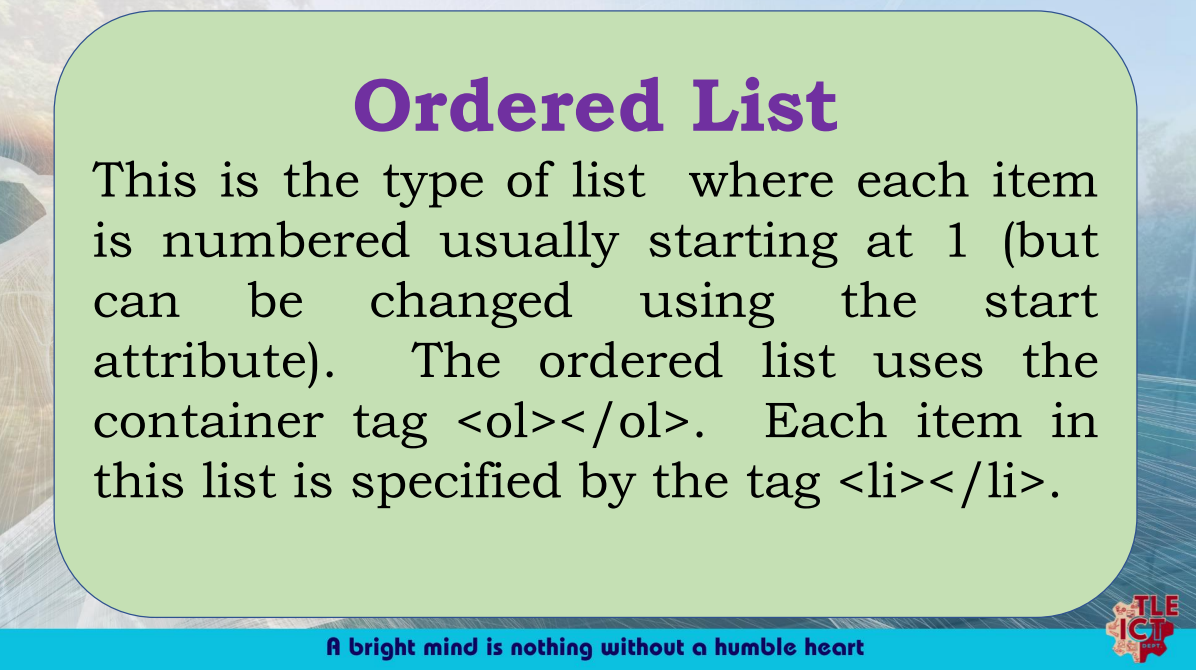 Ordered List
This is the type of list where each item
is numbered usually starting at 1 (but
can be changed using the start
attribute). The ordered list uses the
container tag <ol></ol>. Each item in
this list is specified by the tag <li></li>.
A bright mind is nothing without a humble heart
TLE
ICT
DEPT.